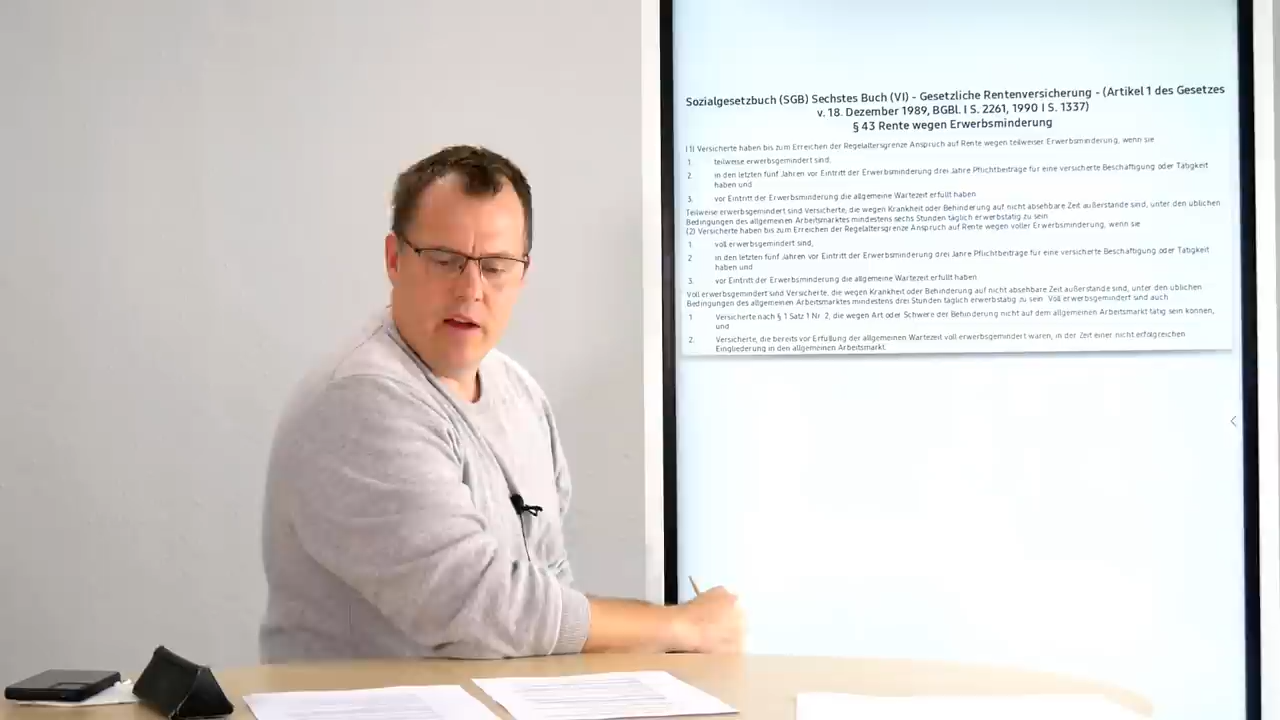 Sozialgesetzbuch (SGB) Sechstes Buch (VI) - Gesetzliche Rentenversicherung - (Artikel 1 des Gesetzes
v. 18. Dezember 1989, BGBl. I S. 2261, 1990 I S. 1337)
§ 43 Rente wegen Erwerbsminderung
(1) Versicherte haben bis zum Erreichen der Regelaltersgrenze Anspruch auf Rente wegen teilweiser Erwerbsminderung, wenn sie
1. teilweise erwerbsgemindert sind,
2. in den letzten fünf Jahren vor Eintritt der Erwerbsminderung drei Jahre Pflichtbeiträge für eine versicherte Beschäftigung oder Tätigkeit
haben und
3. vor Eintritt der Erwerbsminderung die allgemeine Wartezeit erfüllt haben
Teilweise erwerbsgemindert sind Versicherte, die wegen Krankheit oder Behinderung auf nicht absehbare Zeit außerstande sind, unter den üblichen
Bedingungen des allgemeinen Arbeitsmarktes mindestens sechs Stunden täglich erwerbstätig zu sein
(2) Versicherte haben bis zum Erreichen der Regelaltersgrenze Anspruch auf Rente wegen voller Erwerbsminderung, wenn sie
1. voll erwerbsgemindert sind,
2. in den letzten fünf Jahren vor Eintritt der Erwerbsminderung drei Jahre Pflichtbeiträge für eine versicherte Beschäftigung oder Tätigkeit
haben und
3. vor Eintritt der Erwerbsminderung die allgemeine Wartezeit erfüllt haben
Voll erwerbsgemindert sind Versicherte, die wegen Krankheit oder Behinderung auf nicht absehbare Zeit außerstande sind, unter den üblichen
Bedingungen des allgemeinen Arbeitsmarktes mindestens drei Stunden täglich erwerbstätig zu sein Voll erwerbsgemindert sind auch
1. Versicherte nach § 1 Satz 1 Nr. 2, die wegen Art oder Schwere der Behinderung nicht auf dem allgemeinen Arbeitsmarkt tätig sein können,
und
2. Versicherte, die bereits vor Erfüllung der allgemeinen Wartezeit voll erwerbsgemindert waren, in der Zeit einer nicht erfolgreichen
Eingliederung in den allgemeinen Arbeitsmarkt.